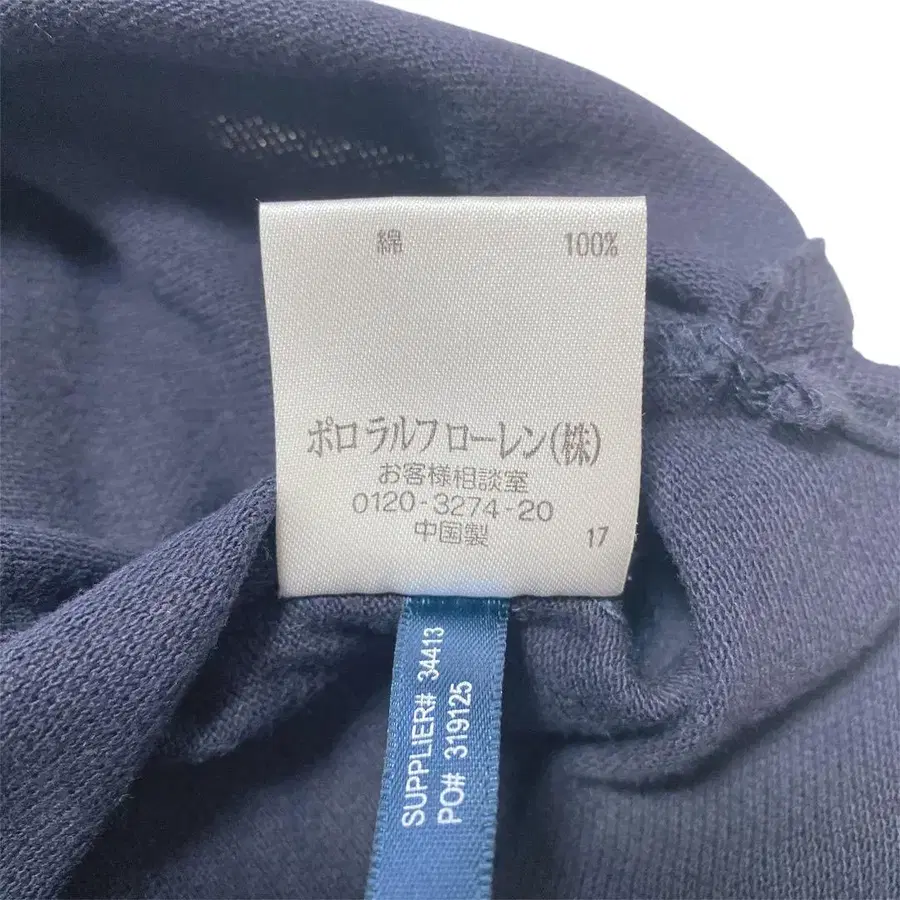 綿 100%
ポロ ラルフ ローレン(株)
お客様相談室
0120-3274-20
中国製 17
SUPPLIER# 34413
PO# 319125